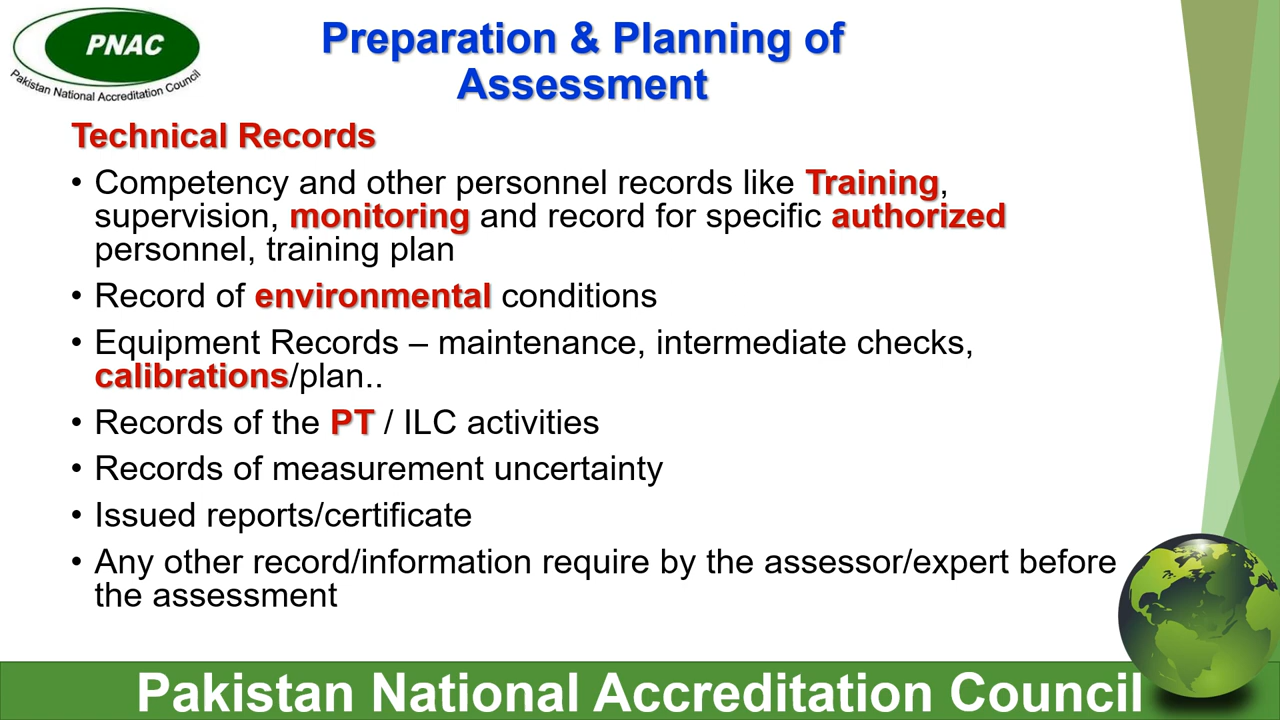 PNAC
Pakistan National Accreditation Council
Preparation & Planning of
Assessment
Technical Records
• Competency and other personnel records like Training,
supervision, monitoring and record for specific authorized
personnel, training plan
• Record of environmental conditions
• Equipment Records – maintenance, intermediate checks,
calibrations/plan..
• Records of the PT / ILC activities
• Records of measurement uncertainty
• Issued reports/certificate
• Any other record/information require by the assessor/expert before
the assessment
Pakistan National Accreditation Council